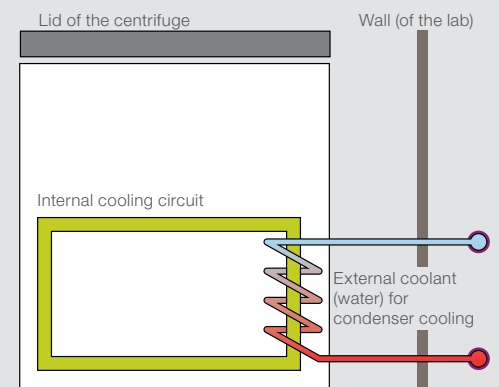 Lid of the centrifuge
Wall (of the lab)
Internal cooling circuit
External coolant
(water) for
condenser cooling